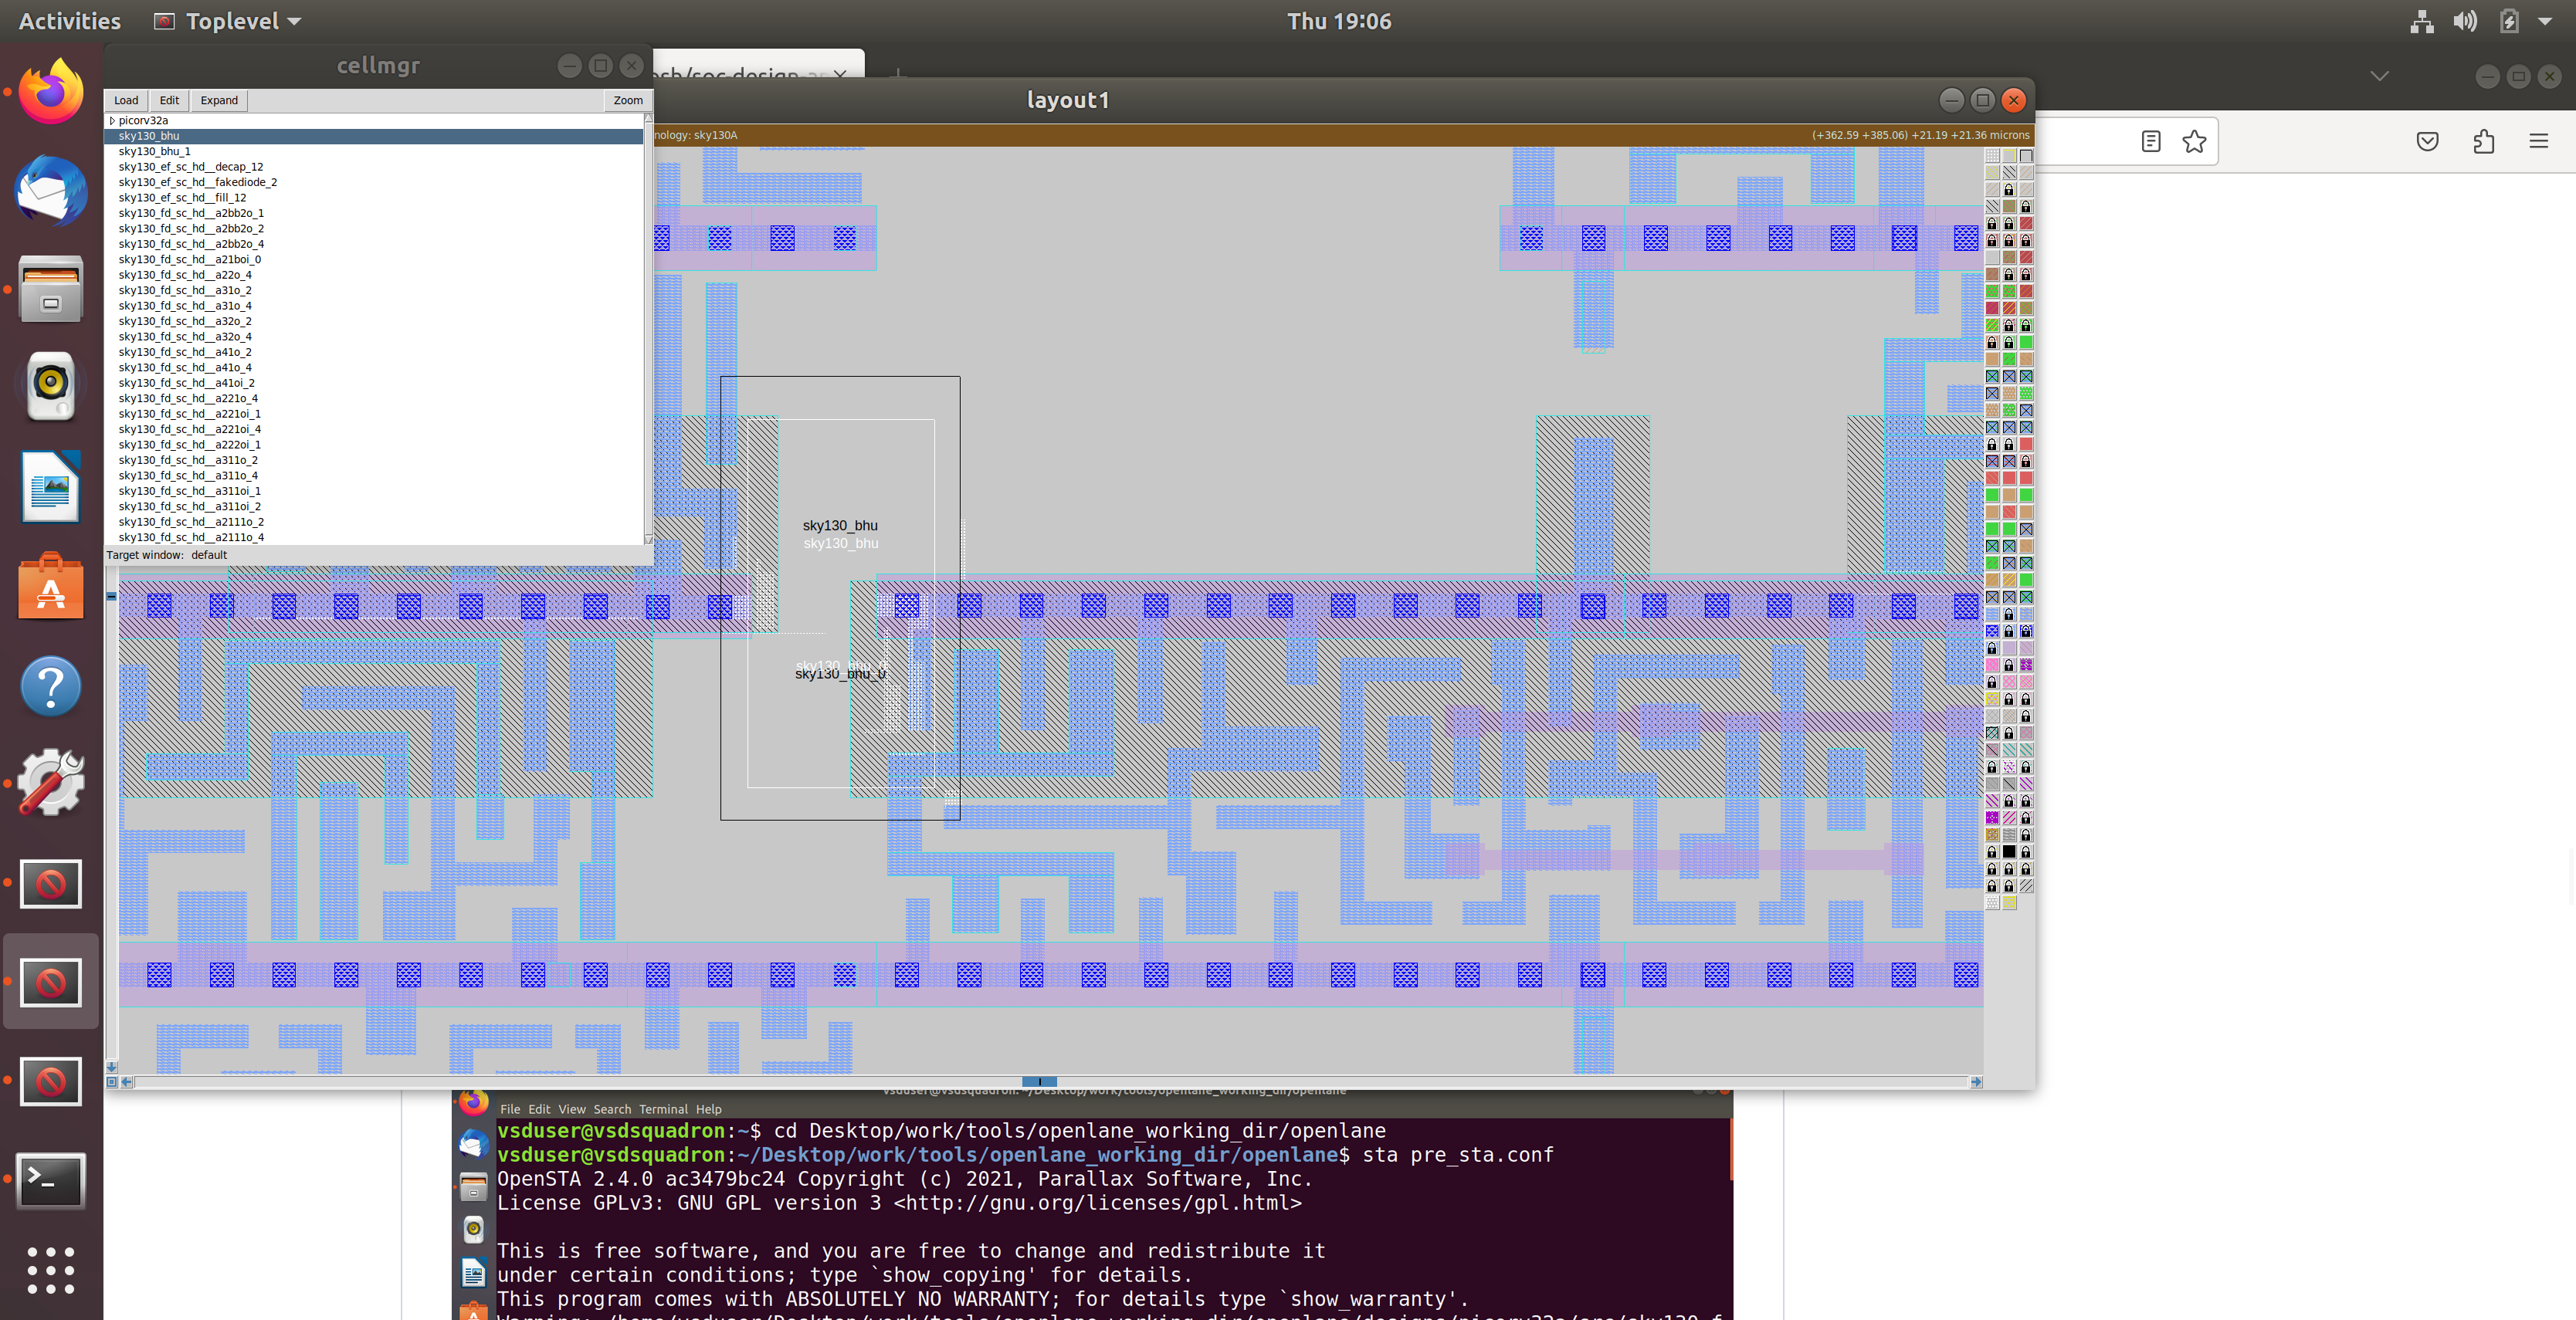 Activities Toplevel Thu 19:06
cellmgr
layout1
Load Edit Expand Zoom
nology: sky130A (+362.59 +385.06) +21.19 +21.36 microns
picorv32a
sky130_bhu
sky130_bhu_1
sky130_ef_sc_hd__decap_12
sky130_ef_sc_hd__fakediode_2
sky130_ef_sc_hd__fill_12
sky130_fd_sc_hd__a2bb2o_1
sky130_fd_sc_hd__a2bb2o_2
sky130_fd_sc_hd__a2bb2o_4
sky130_fd_sc_hd__a21boi_0
sky130_fd_sc_hd__a22o_4
sky130_fd_sc_hd__a31o_2
sky130_fd_sc_hd__a31o_4
sky130_fd_sc_hd__a32o_2
sky130_fd_sc_hd__a32o_4
sky130_fd_sc_hd__a41o_2
sky130_fd_sc_hd__a41o_4
sky130_fd_sc_hd__a41oi_2
sky130_fd_sc_hd__a221o_4
sky130_fd_sc_hd__a221oi_1
sky130_fd_sc_hd__a221oi_4
sky130_fd_sc_hd__a222oi_1
sky130_fd_sc_hd__a311o_2
sky130_fd_sc_hd__a311o_4
sky130_fd_sc_hd__a311oi_1
sky130_fd_sc_hd__a311oi_2
sky130_fd_sc_hd__a2111o_2
sky130_fd_sc_hd__a2111o_4
Target window: default
sky130_bhu
sky130_bhu
sky130_bhu_0
sky130_bhu_0
File Edit View Search Terminal Help
vsduser@vsdsquadron:~$ cd Desktop/work/tools/openlane_working_dir/openlane
vsduser@vsdsquadron:~/Desktop/work/tools/openlane_working_dir/openlane$ sta pre_sta.conf
OpenSTA 2.4.0 ac3479bc24 Copyright (c) 2021, Parallax Software, Inc.
License GPLv3: GNU GPL version 3 <http://gnu.org/licenses/gpl.html>
This is free software, and you are free to change and redistribute it
under certain conditions; type `show_copying' for details.
This program comes with ABSOLUTELY NO WARRANTY; for details type `show_warranty'.